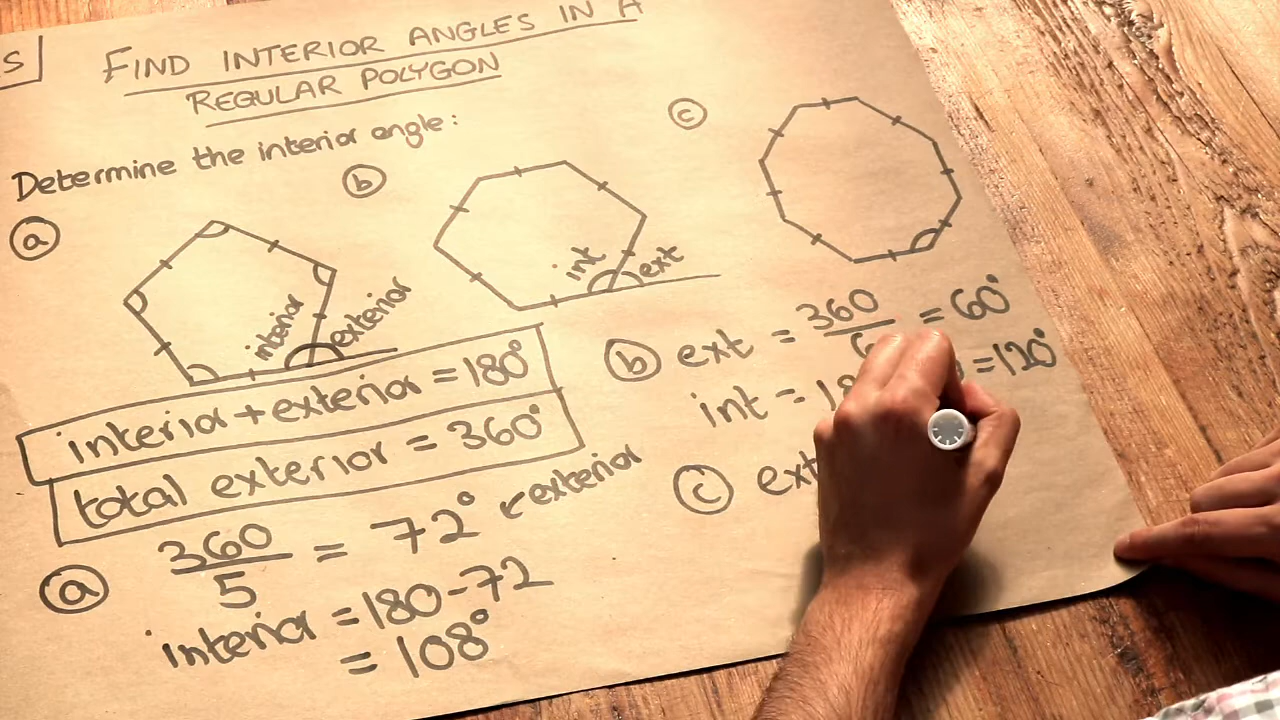 S
FIND INTERIOR ANGLES IN A
REGULAR POLYGON
Determine the interior angle:
a
b
c
interior
exterior
int
ext
interior + exterior = 180°
total exterior = 360°
a 360/5 = 72° ↙ exterior
interior = 180 - 72
= 108°
b ext = 360/6 = 60°
int = 18 = 120°
c ext